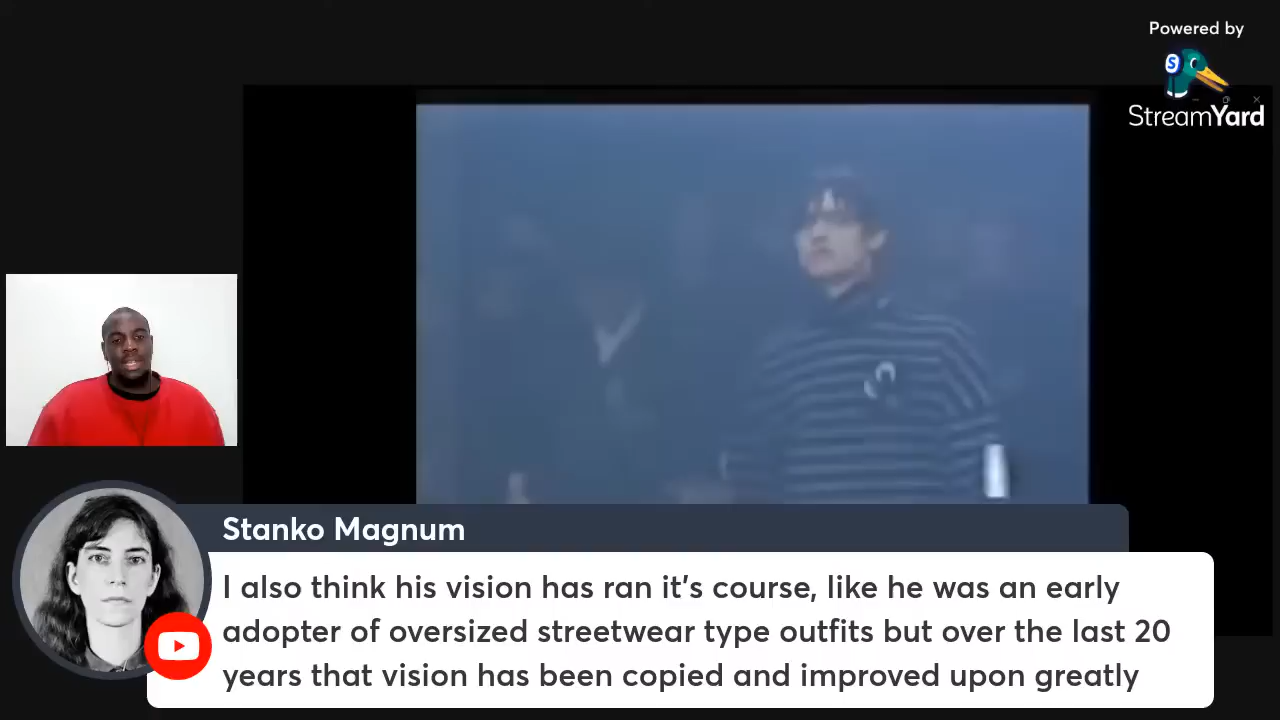 Powered by
S
StreamYard
Stanko Magnum
I also think his vision has ran it's course, like he was an early
adopter of oversized streetwear type outfits but over the last 20
years that vision has been copied and improved upon greatly